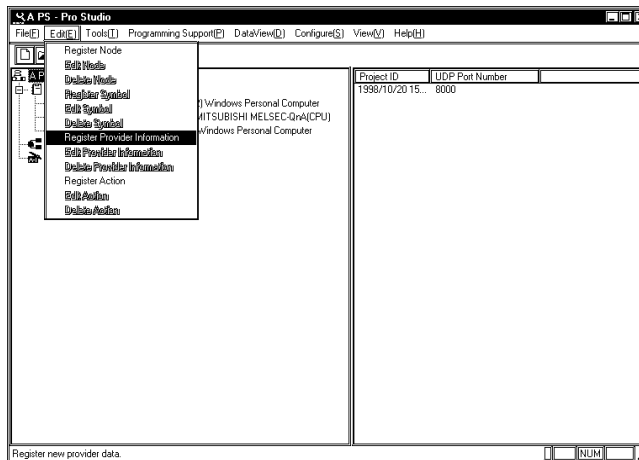 A PS - Pro Studio
File(F) Edit(E) Tools(T) Programming Support(P) DataView(D) Configure(S) View(V) Help(H)
Register Node
Edit Node
Delete Node
Register Symbol
Edit Symbol
Delete Symbol
Register Provider Information
Edit Provider Information
Delete Provider Information
Register Action
Edit Action
Delete Action
AP
) Windows Personal Computer
MITSUBISHI MELSEC-QnA(CPU)
Windows Personal Computer
Project ID UDP Port Number
1998/10/20 15... 8000
Register new provider data.
NUM